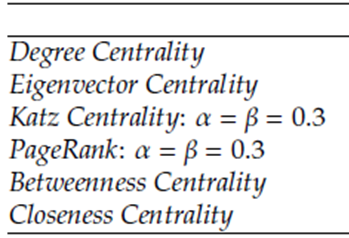 Degree Centrality
Eigenvector Centrality
Katz Centrality: α = β = 0.3
PageRank: α = β = 0.3
Betweenness Centrality
Closeness Centrality